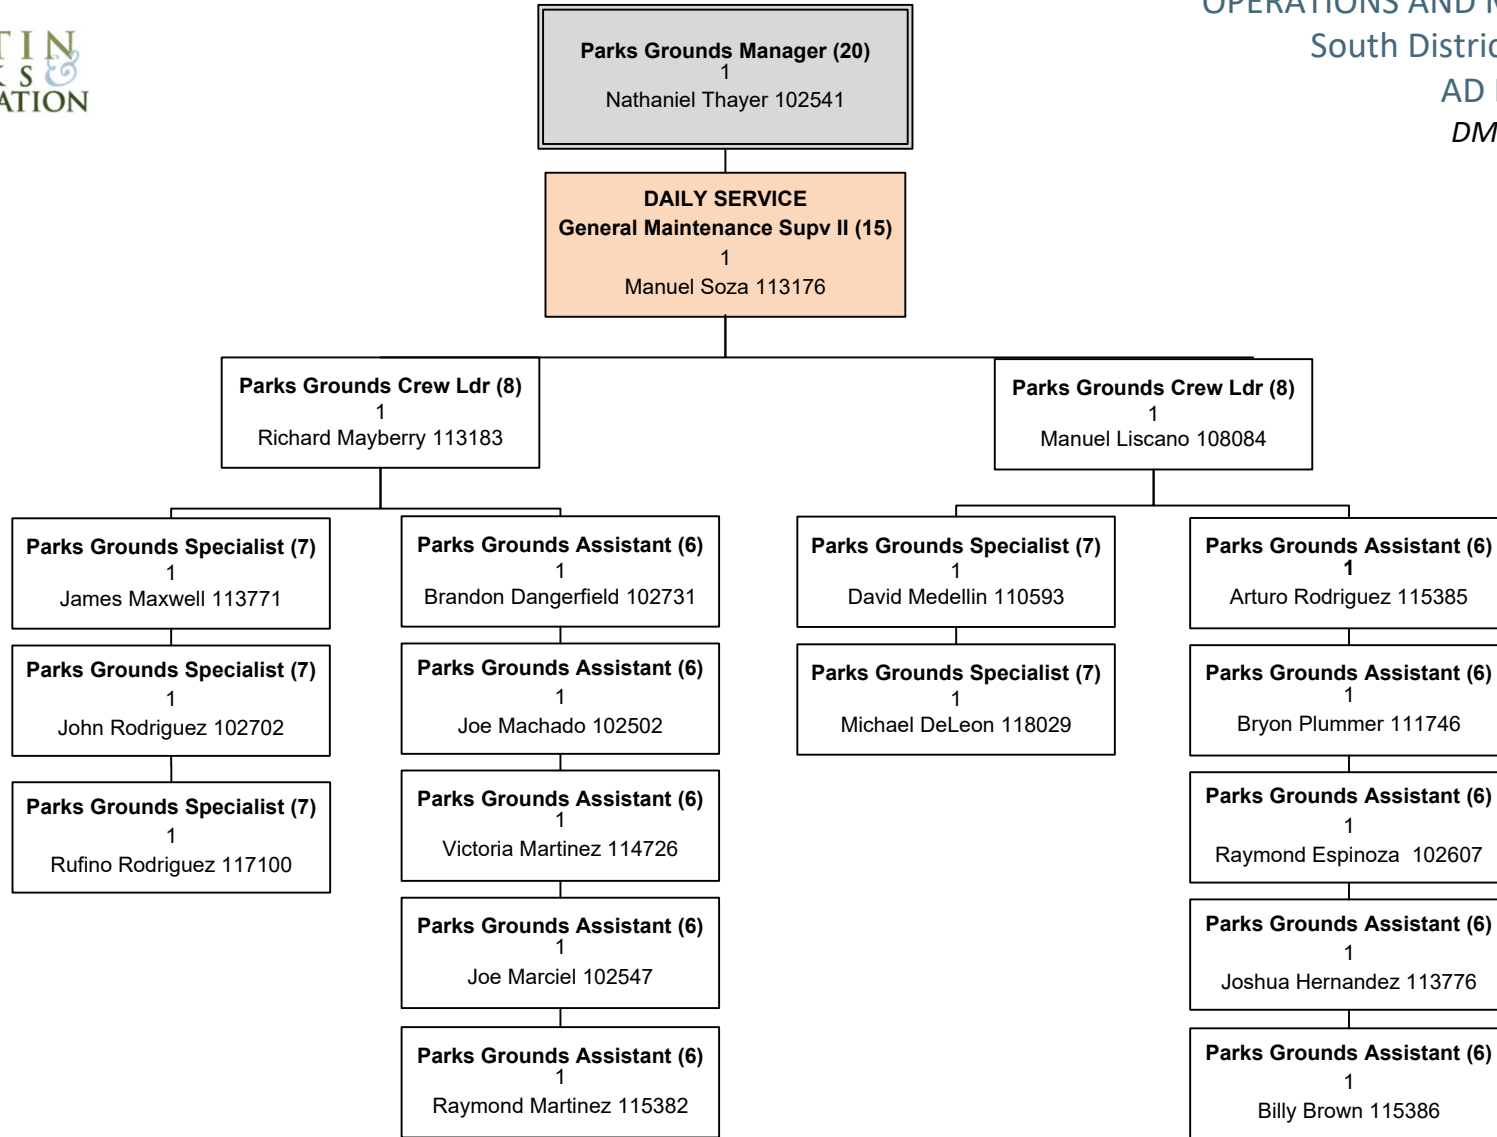 TIN
KS &
ATION
OPERATIONS AND M
South Distric
AD
DM
Parks Grounds Manager (20)
1
Nathaniel Thayer 102541
DAILY SERVICE
General Maintenance Supv II (15)
1
Manuel Soza 113176
Parks Grounds Crew Ldr (8)
1
Richard Mayberry 113183
Parks Grounds Crew Ldr (8)
1
Manuel Liscano 108084
Parks Grounds Specialist (7)
1
James Maxwell 113771
Parks Grounds Specialist (7)
1
John Rodriguez 102702
Parks Grounds Specialist (7)
1
Rufino Rodriguez 117100
Parks Grounds Assistant (6)
1
Brandon Dangerfield 102731
Parks Grounds Assistant (6)
1
Joe Machado 102502
Parks Grounds Assistant (6)
1
Victoria Martinez 114726
Parks Grounds Assistant (6)
1
Joe Marciel 102547
Parks Grounds Assistant (6)
1
Raymond Martinez 115382
Parks Grounds Specialist (7)
1
David Medellin 110593
Parks Grounds Specialist (7)
1
Michael DeLeon 118029
Parks Grounds Assistant (6)
1
Arturo Rodriguez 115385
Parks Grounds Assistant (6)
1
Bryon Plummer 111746
Parks Grounds Assistant (6)
1
Raymond Espinoza 102607
Parks Grounds Assistant (6)
1
Joshua Hernandez 113776
Parks Grounds Assistant (6)
1
Billy Brown 115386